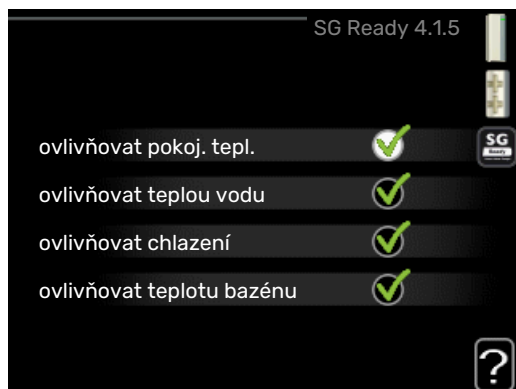 SG Ready 4.1.5
SG
Ready
ovlivňovat pokoj. tepl.
ovlivňovat teplou vodu
ovlivňovat chlazení
ovlivňovat teplotu bazénu
?